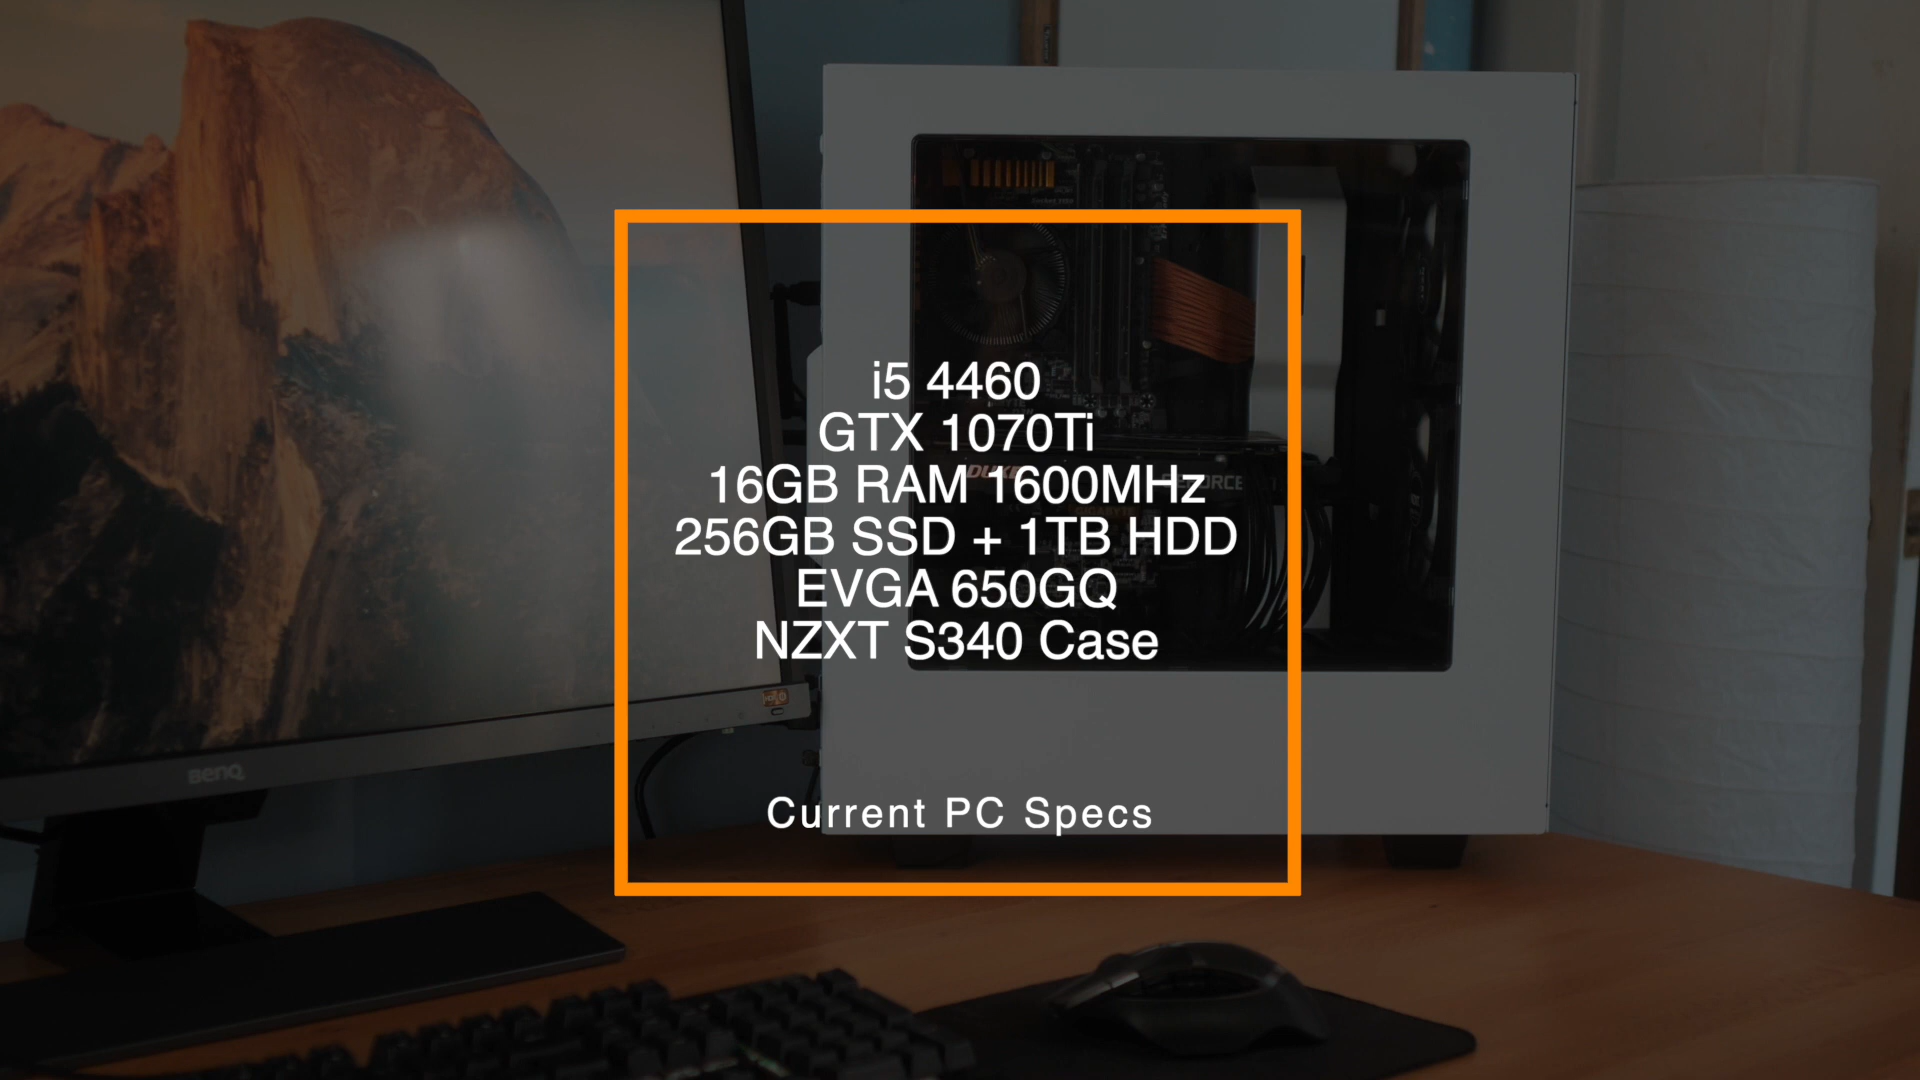 i5 4460
GTX 1070Ti
16GB RAM 1600MHz
256GB SSD + 1TB HDD
EVGA 650GQ
NZXT S340 Case
Current PC Specs
BenQ